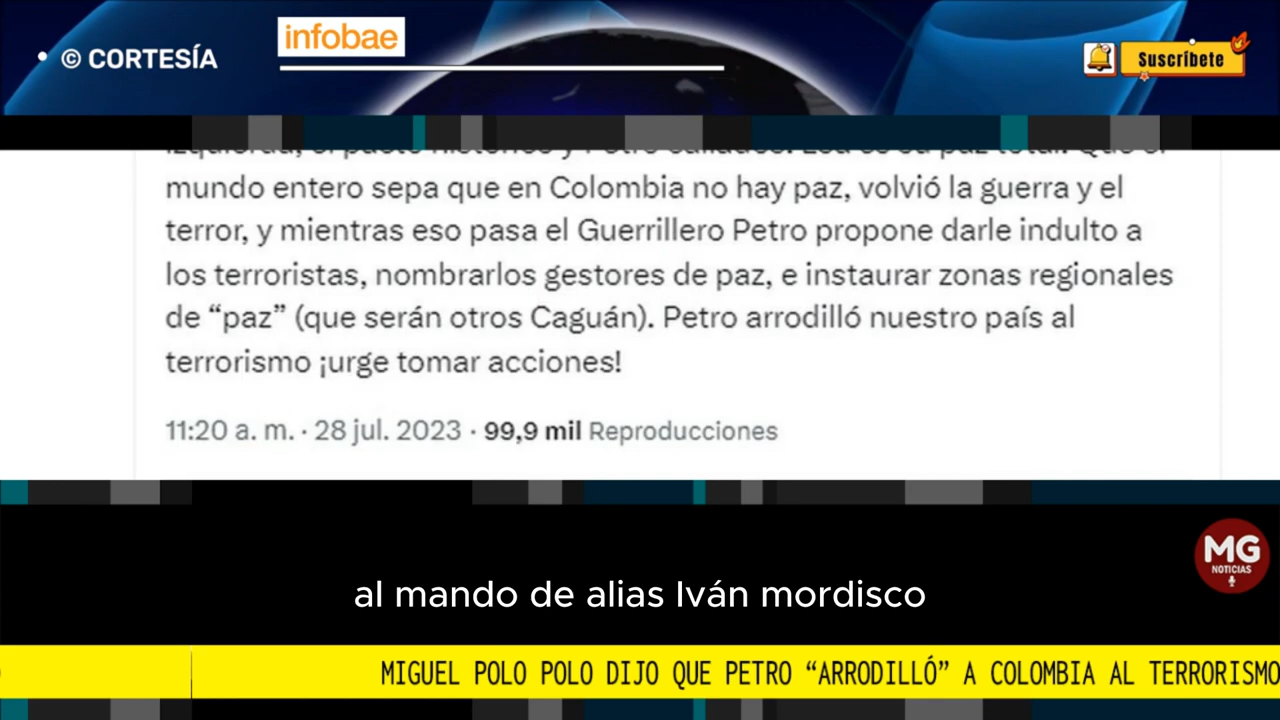 © CORTESÍA
infobae
Suscríbete
mundo entero sepa que en Colombia no hay paz, volvió la guerra y el
terror, y mientras eso pasa el Guerrillero Petro propone darle indulto a
los terroristas, nombrarlos gestores de paz, e instaurar zonas regionales
de “paz” (que serán otros Caguán). Petro arrodilló nuestro país al
terrorismo ¡urge tomar acciones!
11:20 a. m. · 28 jul. 2023 · 99,9 mil Reproducciones
MG
NOTICIAS
al mando de alias Iván mordisco
MIGUEL POLO POLO DIJO QUE PETRO “ARRODILLÓ” A COLOMBIA AL TERRORISMO